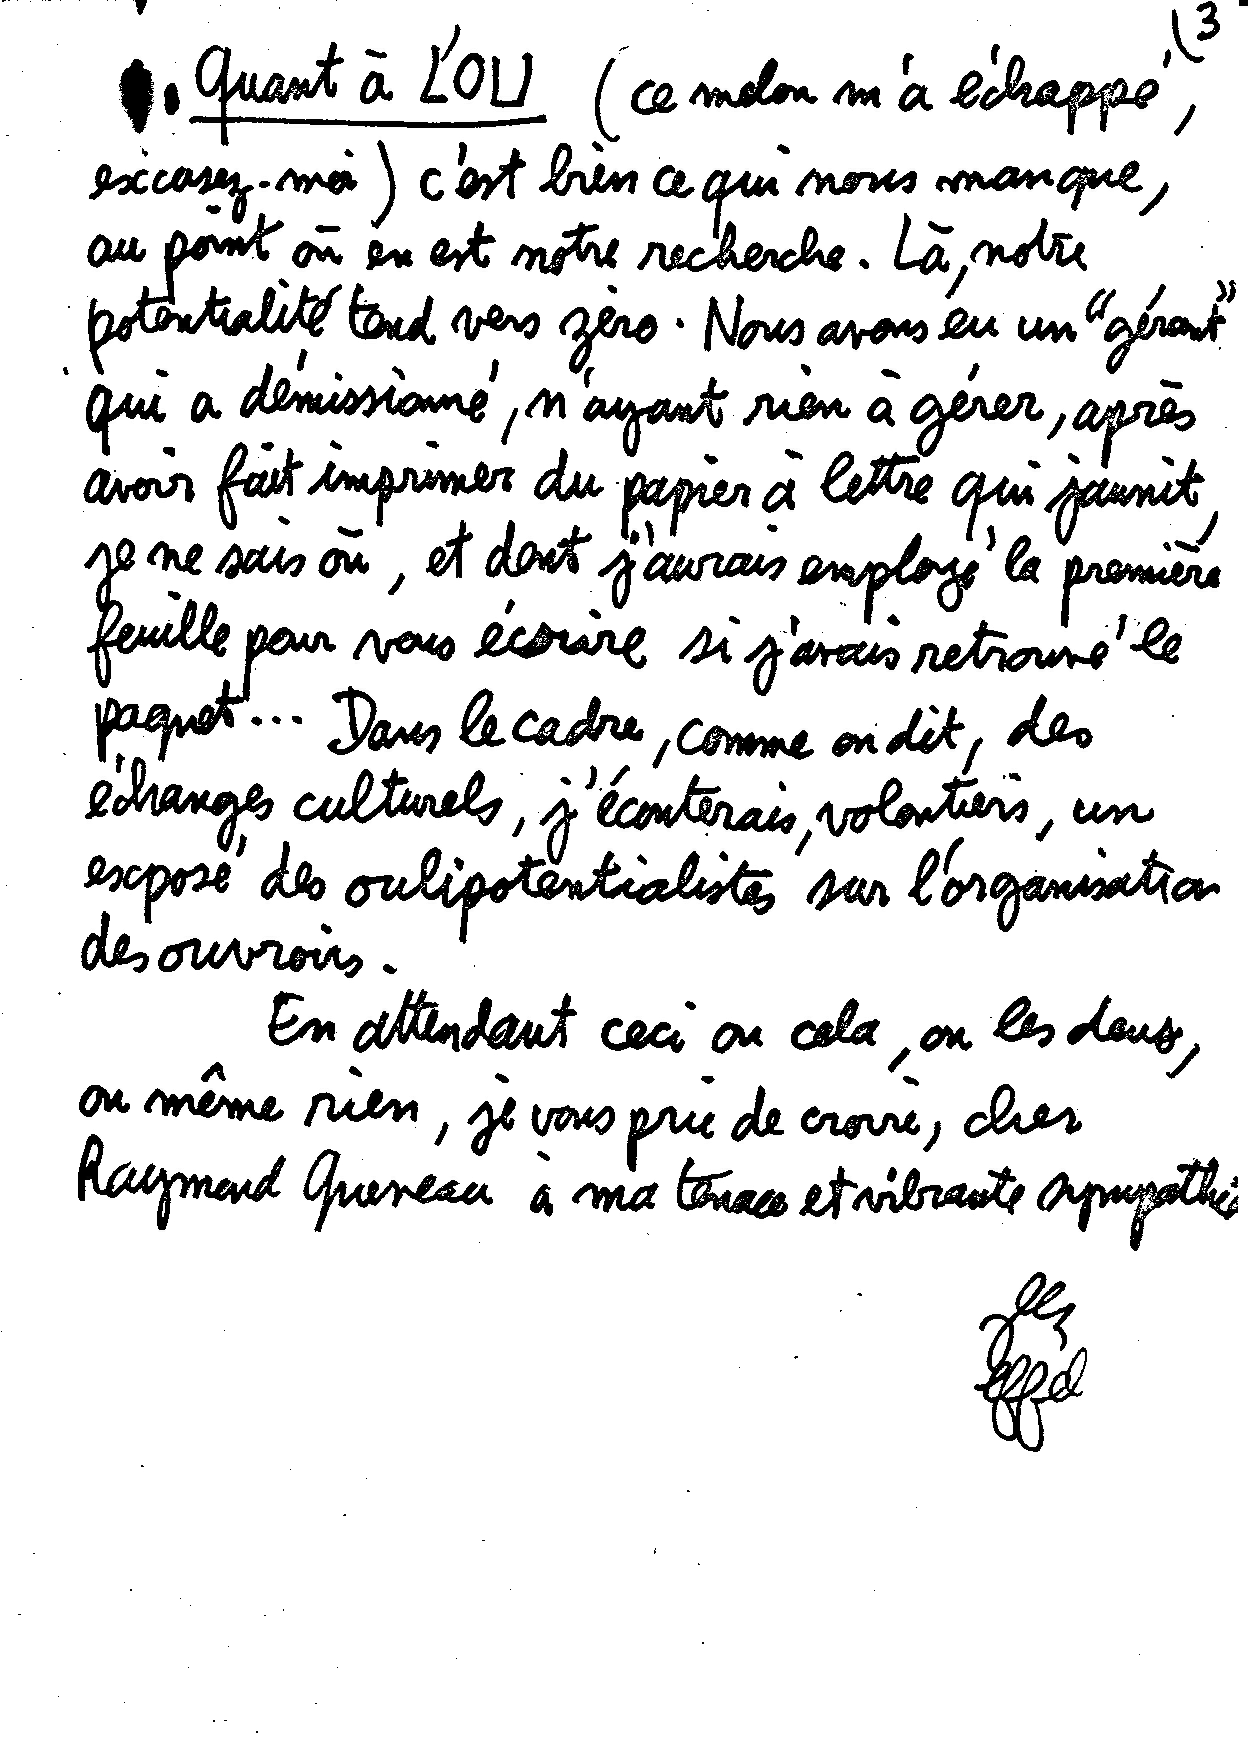 (3
. Quant à L'OU (ce melon m'a échappé,
excusez-moi) c'est bien ce qui nous manque,
au point où en est notre recherche. Là, notre
potentialité tend vers zéro. Nous avons eu un "gérant"
qui a démissionné, n'ayant rien à gérer, après
avoir fait imprimer du papier à lettre qui jaunit,
je ne sais où, et dont j'aurais employé la première
feuille pour vous écrire si j'avais retrouvé le
paquet... Dans le cadre, comme on dit, des
échanges culturels, j'écouterais, volontiers, un
exposé des oulipotentialistes sur l'organisation
des ouvroirs.
En attendant ceci ou cela, ou les deux,
ou même rien, je vous prie de croire, cher
Raymond Queneau à ma tenace et vibrante sympathie